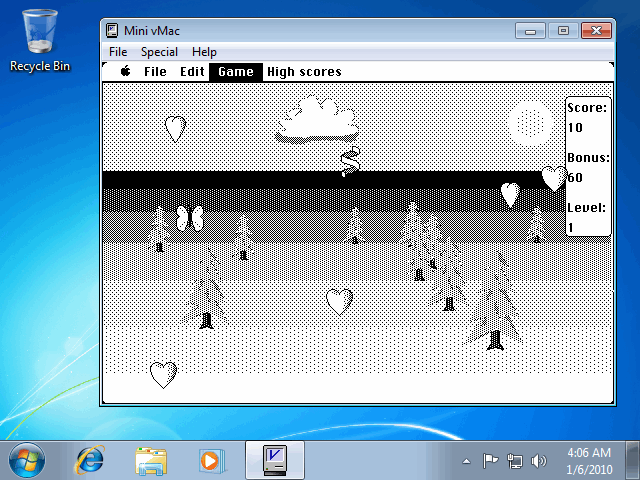 Recycle Bin
Mini vMac
File Special Help
File Edit Game High scores
Score:
10
Bonus:
60
Level:
1
4:06 AM
1/6/2010